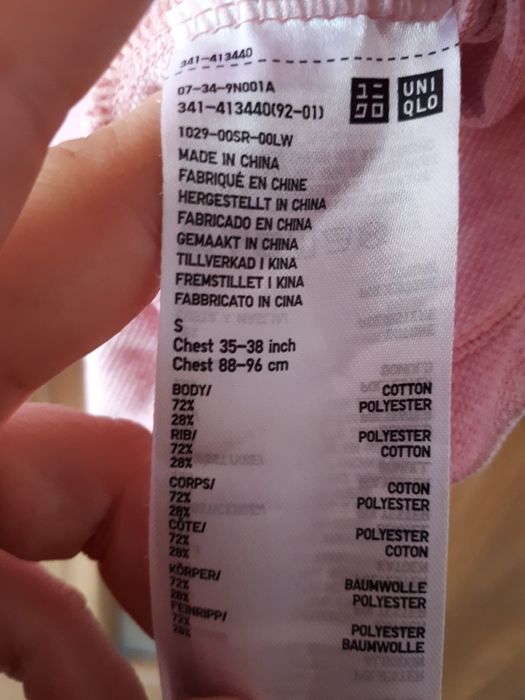 341-413440
07-34-9N001A
341-413440(92-01)
ユニ
クロ
UNI
QLO
1029-00SR-00LW
MADE IN CHINA
FABRIQUÉ EN CHINE
HERGESTELLT IN CHINA
FABRICADO EN CHINA
GEMAAKT IN CHINA
TILLVERKAD I KINA
FREMSTILLET I KINA
FABBRICATO IN CINA
S
Chest 35-38 inch
Chest 88-96 cm
BODY/
72% COTTON
28% POLYESTER
RIB/
72% POLYESTER
28% COTTON
CORPS/
72% COTON
28% POLYESTER
CÔTE/
72% POLYESTER
28% COTON
KÖRPER/
72% BAUMWOLLE
28% POLYESTER
FEINRIPP/
72% POLYESTER
28% BAUMWOLLE